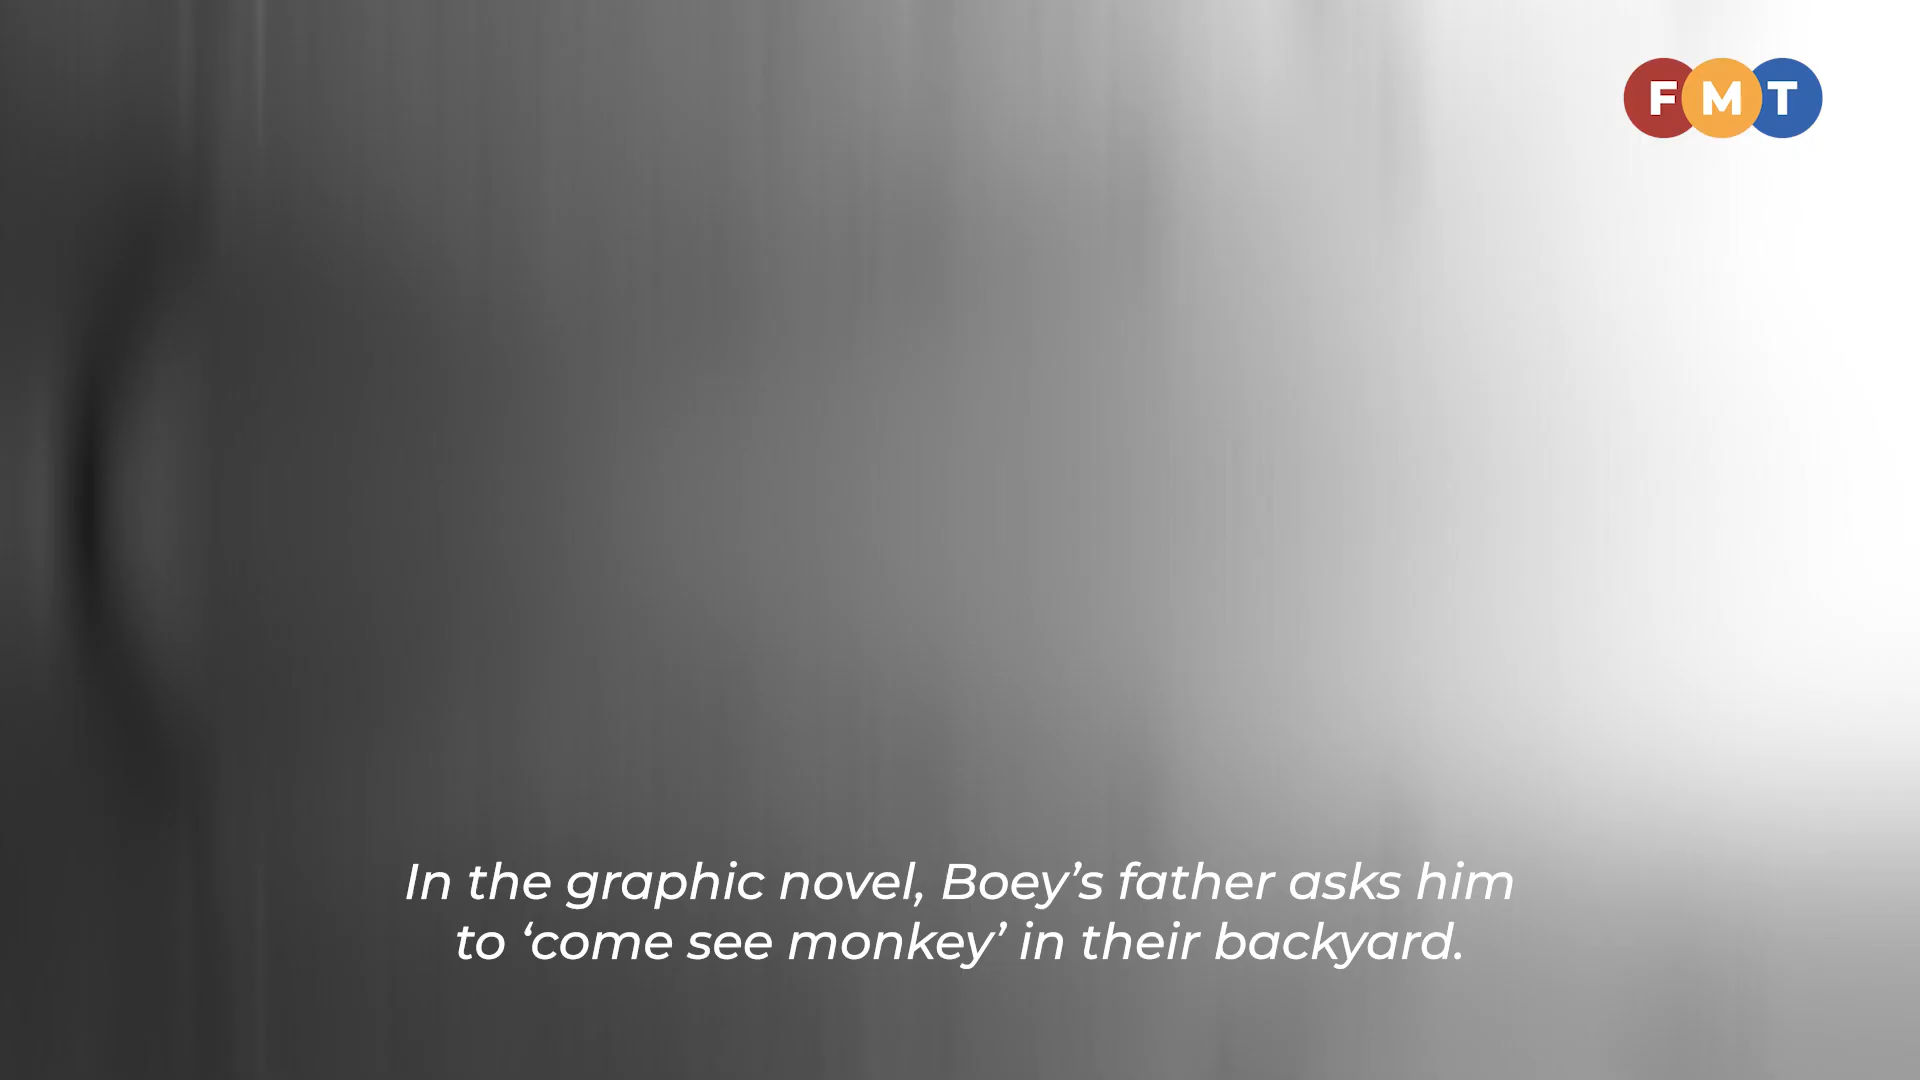 FMT
In the graphic novel, Boey’s father asks him
to ‘come see monkey’ in their backyard.